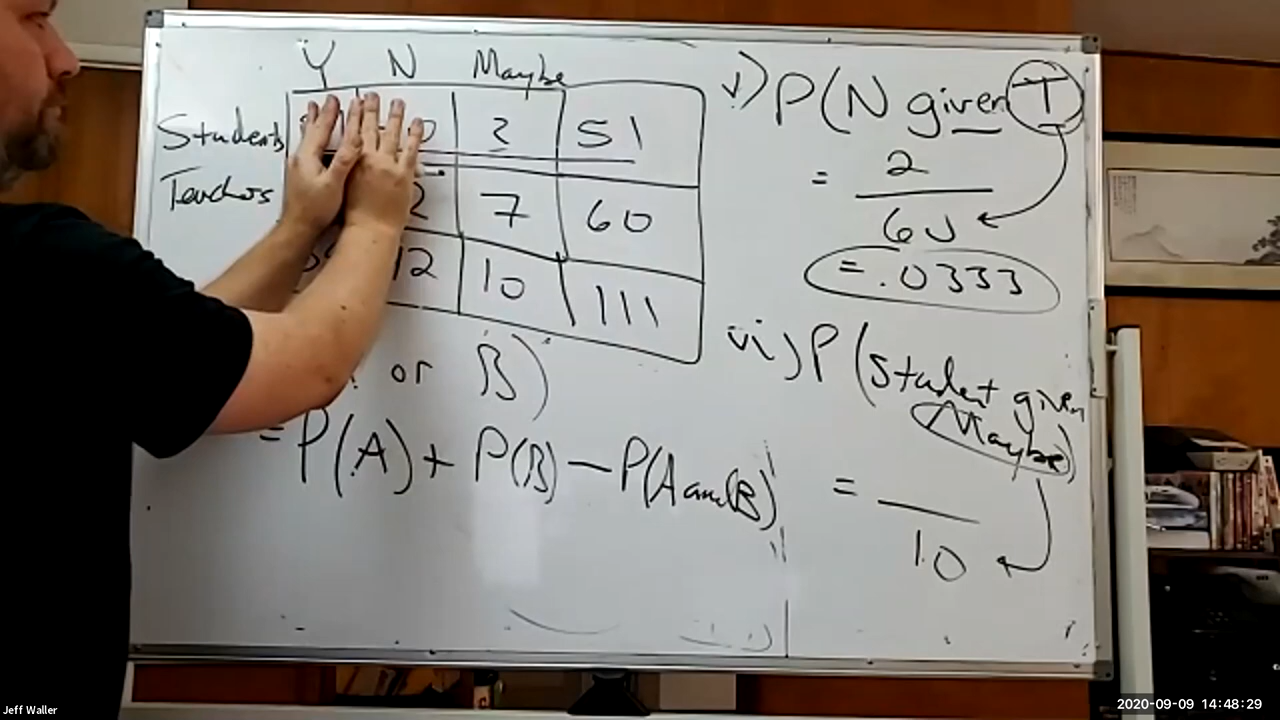 Y N Maybe
Students 3 51
Teachers 2 7 60
12 10 111
or B)
= P(A) + P(B) - P(A and B)
v) P(N given T)
= 2
60
= .0333
vi) P(Student given
Maybe)
=
10
Jeff Waller
2020-09-09 14:48:29